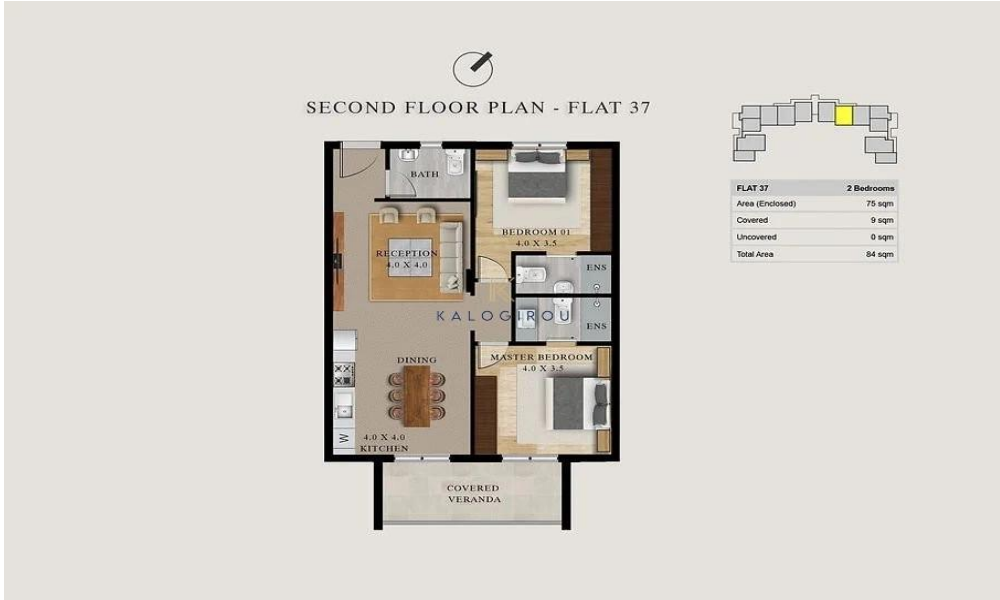 SECOND FLOOR PLAN - FLAT 37
BATH
BEDROOM 01
4.0 X 3.5
RECEPTION
4.0 X 4.0
ENS
K
KALOGIROU
ENS
MASTER BEDROOM
4.0 X 3.5
DINING
W
4.0 X 4.0
KITCHEN
COVERED
VERANDA
FLAT 37 2 Bedrooms
Area (Enclosed) 75 sqm
Covered 9 sqm
Uncovered 0 sqm
Total Area 84 sqm